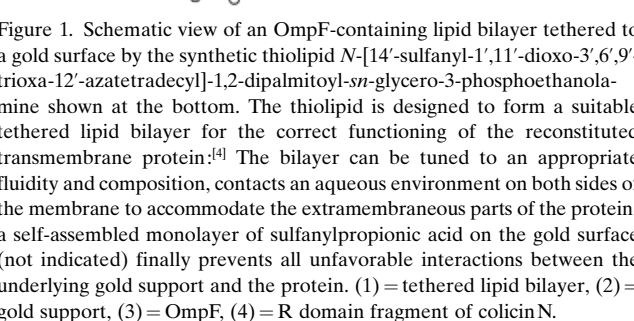 Figure 1. Schematic view of an OmpF-containing lipid bilayer tethered to
a gold surface by the synthetic thiolipid N-[14′-sulfanyl-1′,11′-dioxo-3′,6′,9′-
trioxa-12′-azatetradecyl]-1,2-dipalmitoyl-sn-glycero-3-phosphoethanola-
mine shown at the bottom. The thiolipid is designed to form a suitable
tethered lipid bilayer for the correct functioning of the reconstituted
transmembrane protein:[4] The bilayer can be tuned to an appropriate
fluidity and composition, contacts an aqueous environment on both sides of
the membrane to accommodate the extramembraneous parts of the protein
a self-assembled monolayer of sulfanylpropionic acid on the gold surface
(not indicated) finally prevents all unfavorable interactions between the
underlying gold support and the protein. (1) = tethered lipid bilayer, (2) =
gold support, (3) = OmpF, (4) = R domain fragment of colicin N.